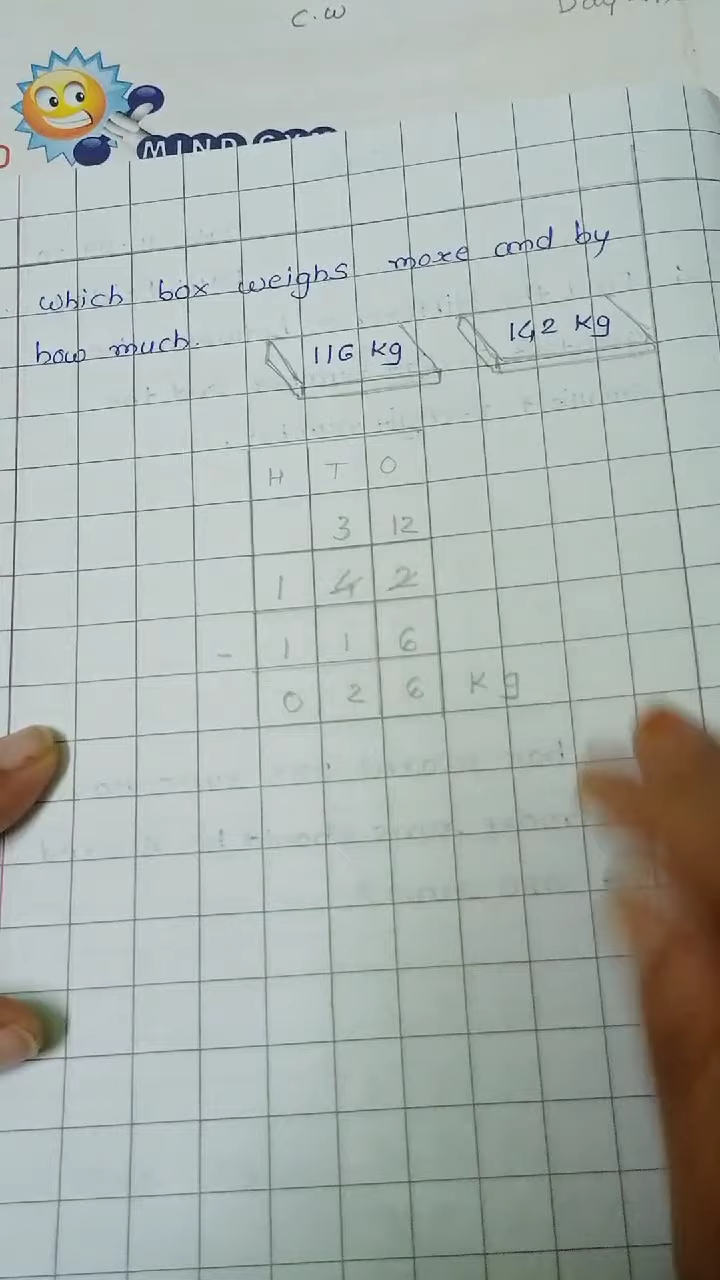 C.W
MIND
which box weighs more and by
how much.
116 kg
142 kg
H T O
3 12
1 4 2
- 1 1 6
0 2 6 Kg